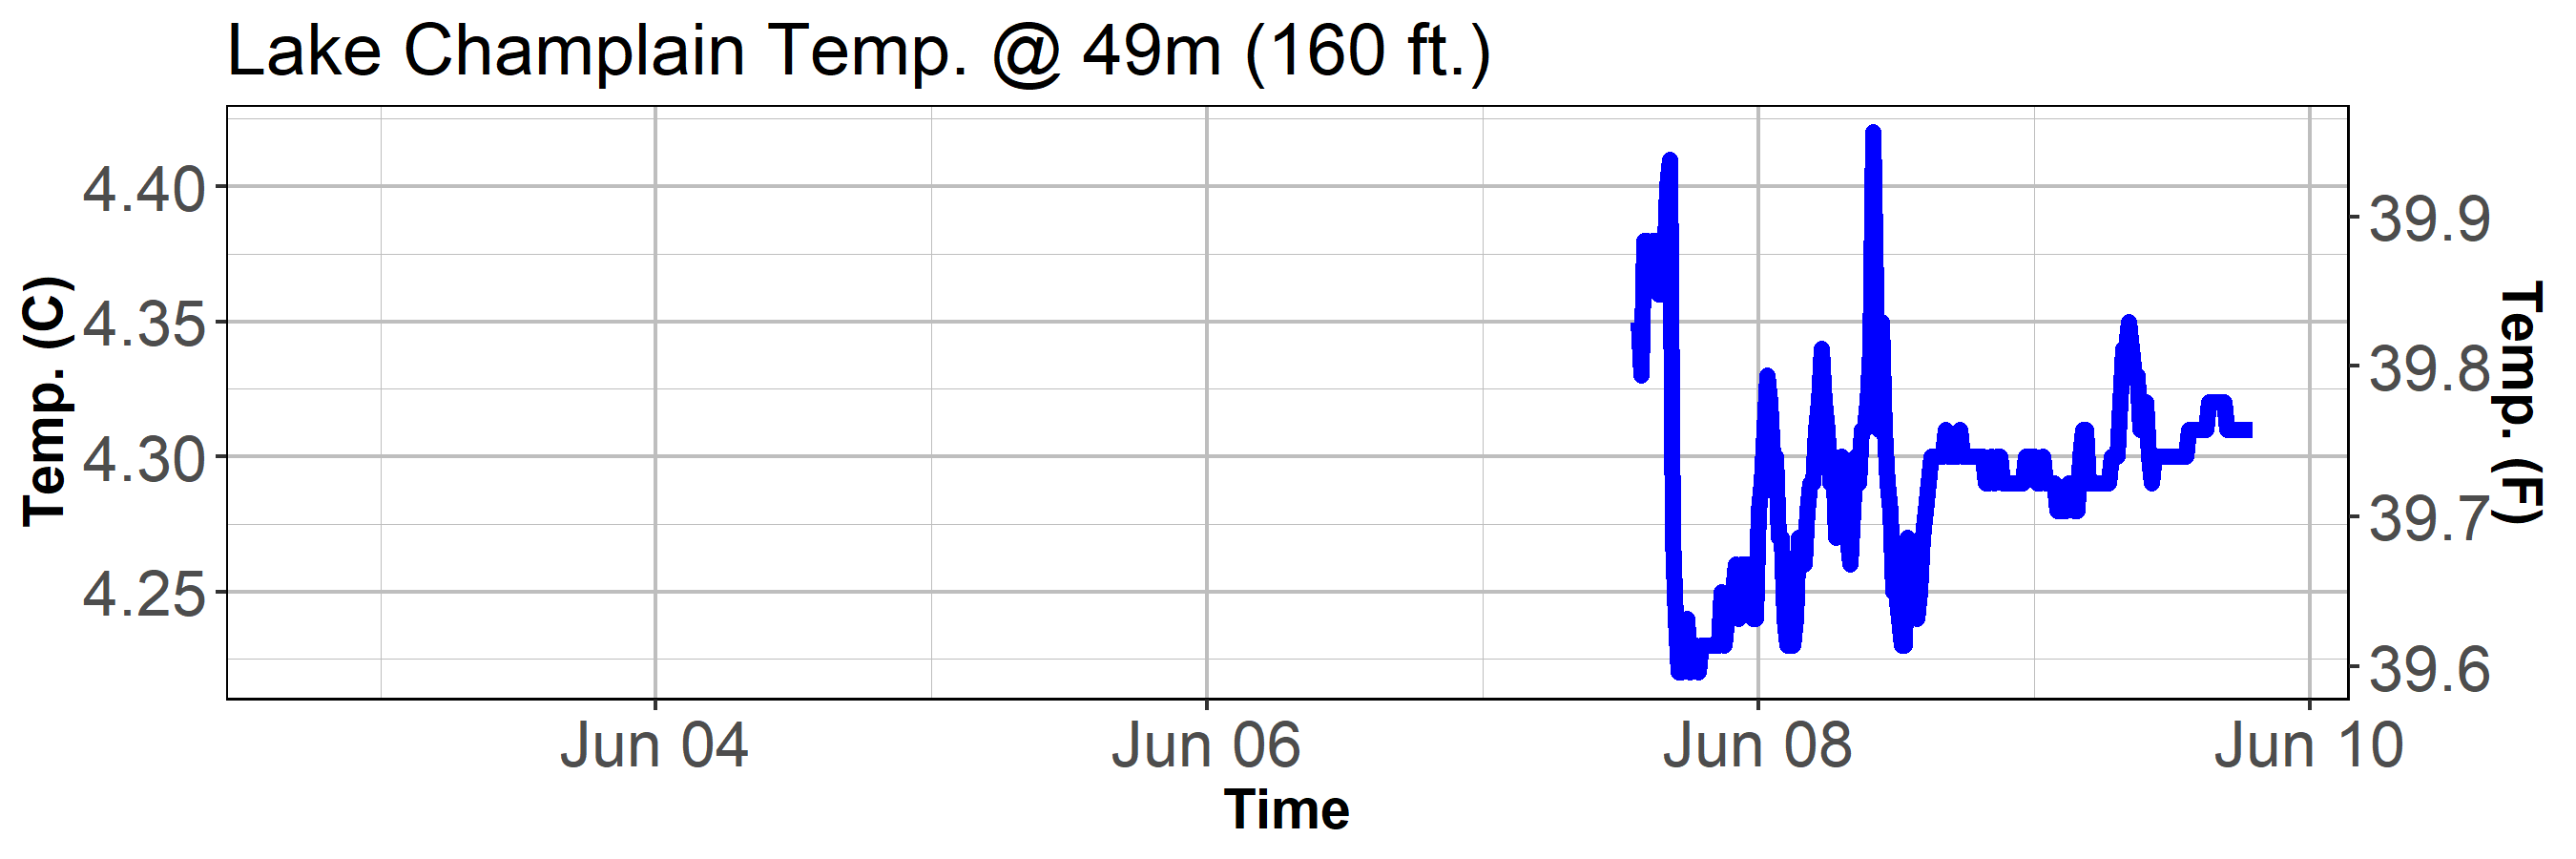 Lake Champlain Temp. @ 49m (160 ft.)
4.40
4.35
4.30
4.25
Temp. (C)
39.9
39.8
39.7
39.6
Temp. (F)
Jun 04
Jun 06
Jun 08
Jun 10
Time